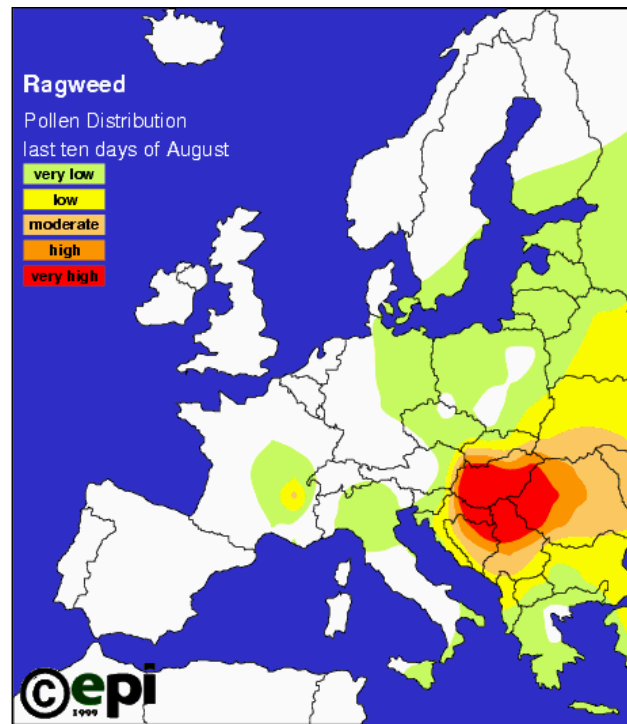 Ragweed
Pollen Distribution
last ten days of August
very low
low
moderate
high
very high
©epi
1999